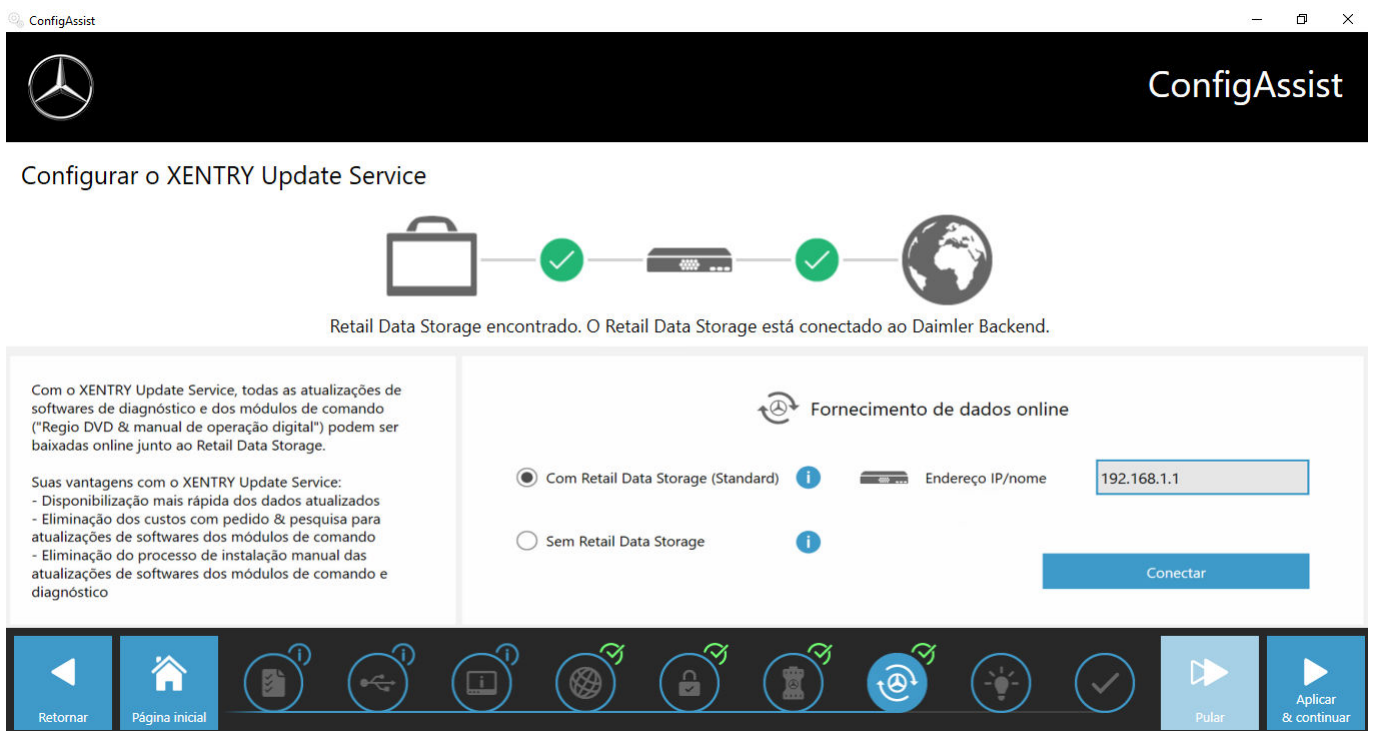 ConfigAssist
ConfigAssist
Configurar o XENTRY Update Service
Retail Data Storage encontrado. O Retail Data Storage está conectado ao Daimler Backend.
Com o XENTRY Update Service, todas as atualizações de
softwares de diagnóstico e dos módulos de comando
("Regio DVD & manual de operação digital") podem ser
baixadas online junto ao Retail Data Storage.
Suas vantagens com o XENTRY Update Service:
- Disponibilização mais rápida dos dados atualizados
- Eliminação dos custos com pedido & pesquisa para
atualizações de softwares dos módulos de comando
- Eliminação do processo de instalação manual das
atualizações de softwares dos módulos de comando e
diagnóstico
Fornecimento de dados online
Com Retail Data Storage (Standard)
Endereço IP/nome
192.168.1.1
Sem Retail Data Storage
Conectar
Retornar
Página inicial
Pular
Aplicar
& continuar